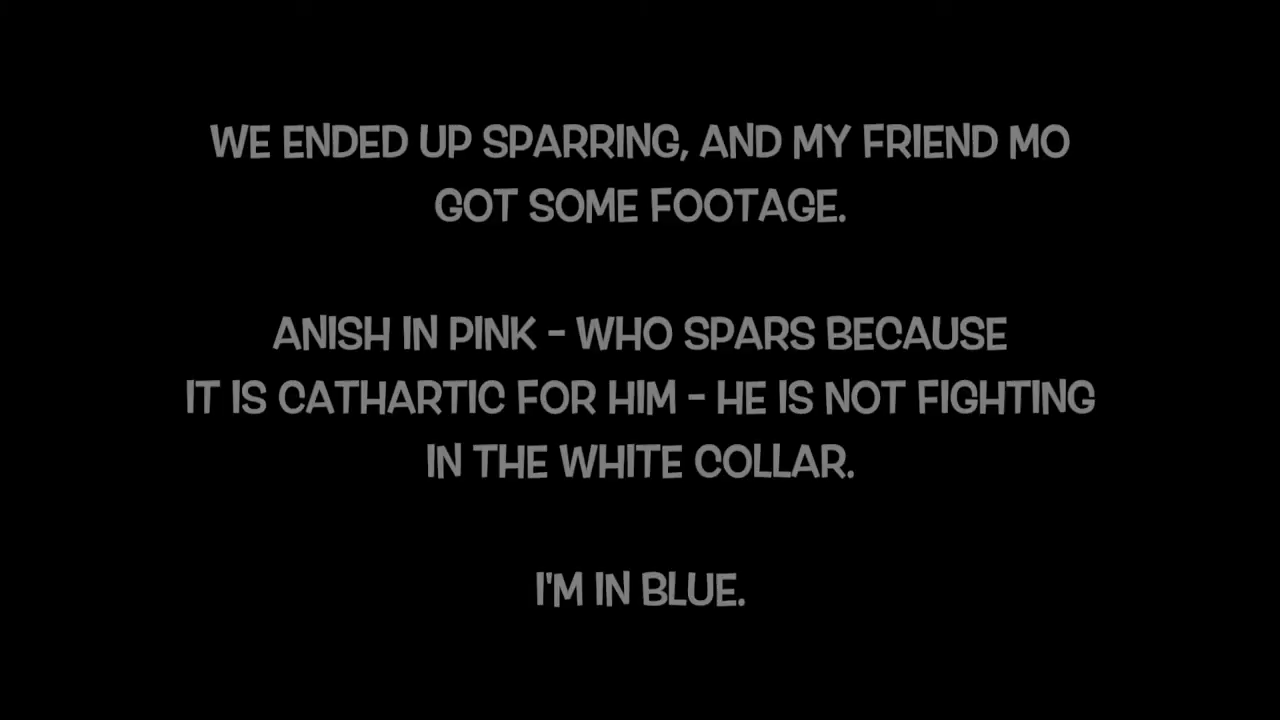 WE ENDED UP SPARRING, AND MY FRIEND MO
GOT SOME FOOTAGE.
ANISH IN PINK - WHO SPARS BECAUSE
IT IS CATHARTIC FOR HIM - HE IS NOT FIGHTING
IN THE WHITE COLLAR.
I'M IN BLUE.